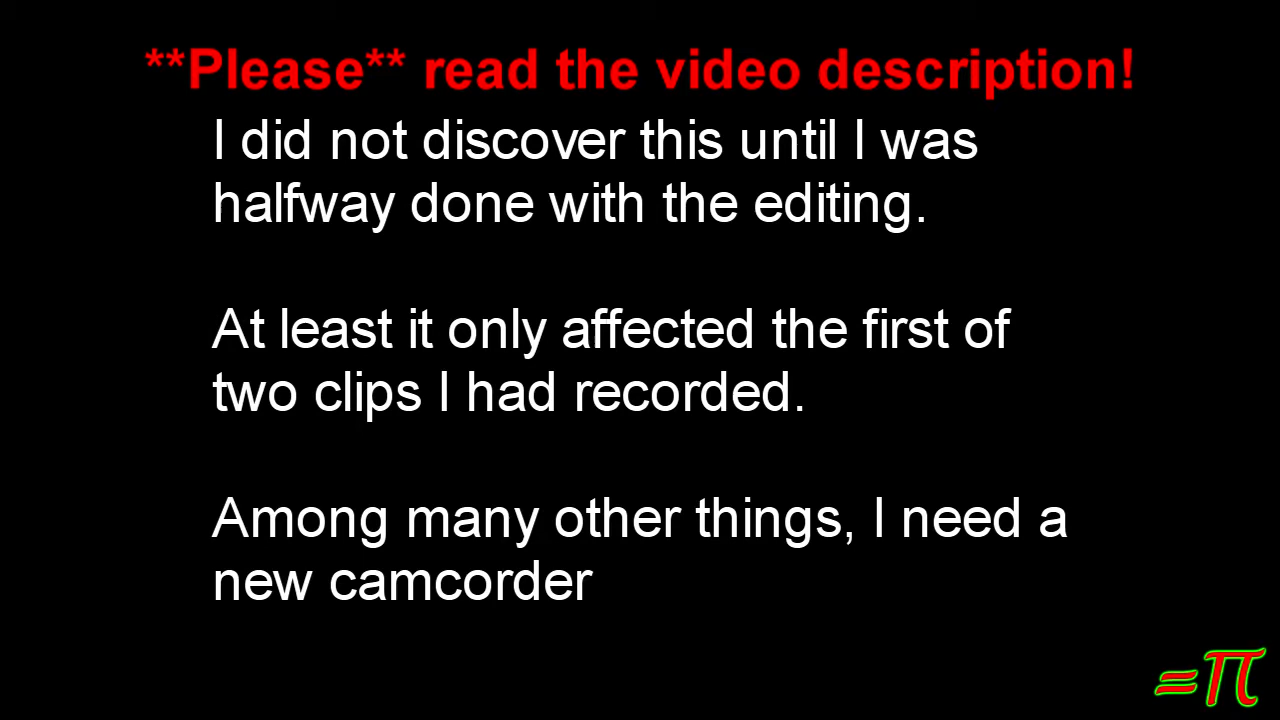 **Please** read the video description!
I did not discover this until I was
halfway done with the editing.
At least it only affected the first of
two clips I had recorded.
Among many other things, I need a
new camcorder
=π